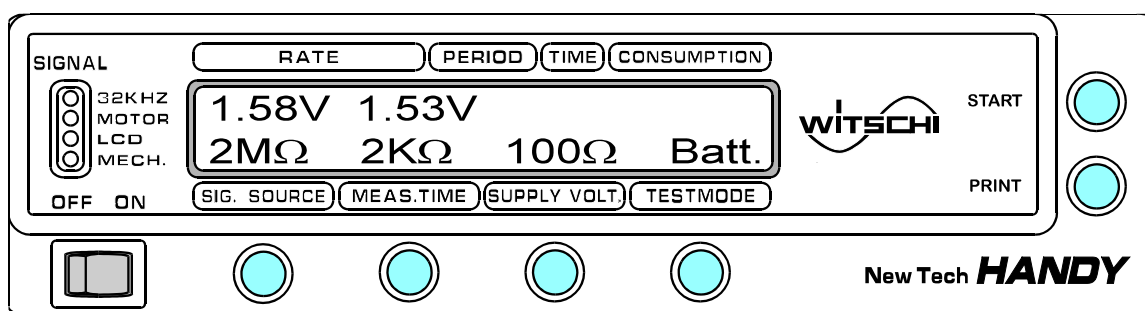 SIGNAL
32KHZ
MOTOR
LCD
MECH.
OFF ON
RATE PERIOD TIME CONSUMPTION
1.58V 1.53V
2MΩ 2KΩ 100Ω Batt.
SIG. SOURCE MEAS.TIME SUPPLY VOLT. TESTMODE
WITSCHI
START
PRINT
New Tech HANDY